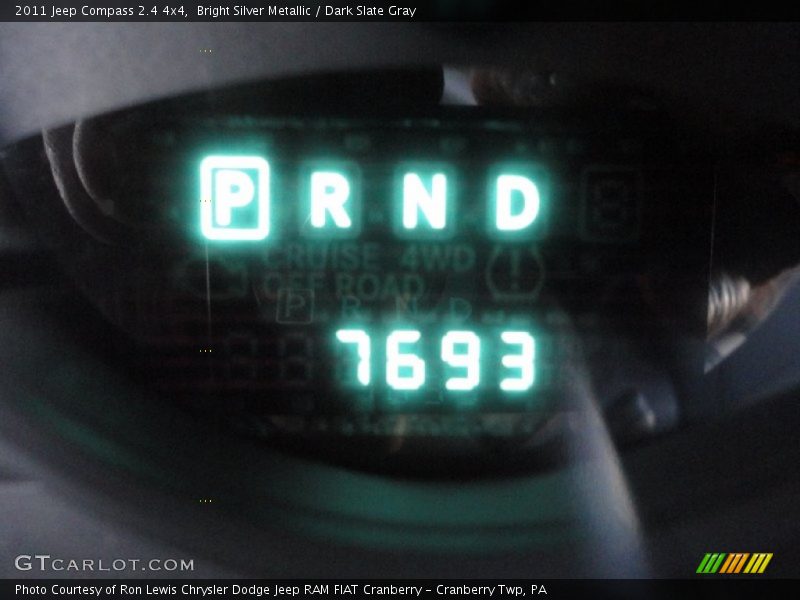 2011 Jeep Compass 2.4 4x4,  Bright Silver Metallic / Dark Slate Gray
P R N D
CRUISE 4WD
OFF ROAD
P R N D
7693
GTCARLOT.COM
Photo Courtesy of Ron Lewis Chrysler Dodge Jeep RAM FIAT Cranberry - Cranberry Twp, PA